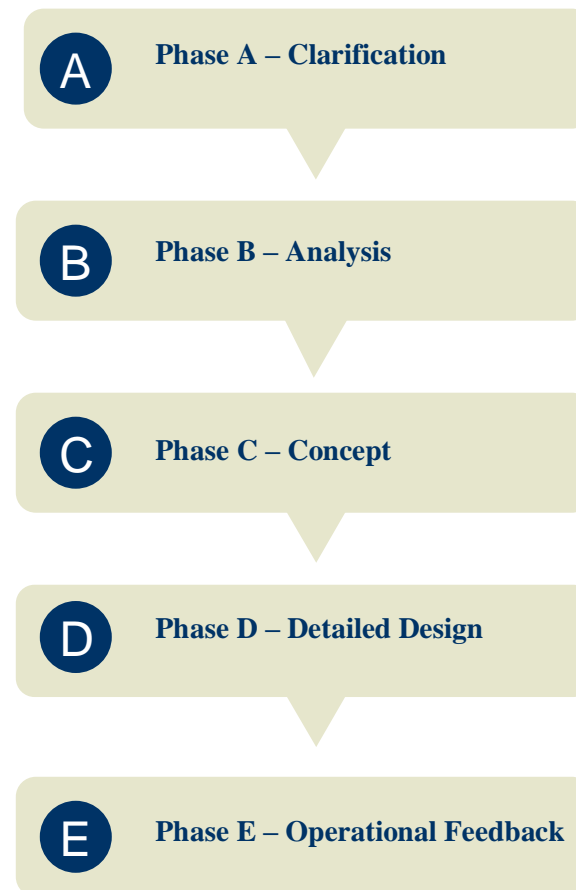 A
Phase A – Clarification
B
Phase B – Analysis
C
Phase C – Concept
D
Phase D – Detailed Design
E
Phase E – Operational Feedback